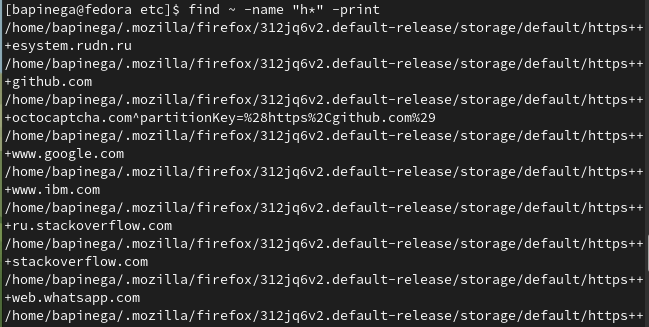 [bapinega@fedora etc]$ find ~ -name "h*" -print
/home/bapinega/.mozilla/firefox/312jq6v2.default-release/storage/default/https++
+esystem.rudn.ru
/home/bapinega/.mozilla/firefox/312jq6v2.default-release/storage/default/https++
+github.com
/home/bapinega/.mozilla/firefox/312jq6v2.default-release/storage/default/https++
+octocaptcha.com^partitionKey=%28https%2Cgithub.com%29
/home/bapinega/.mozilla/firefox/312jq6v2.default-release/storage/default/https++
+www.google.com
/home/bapinega/.mozilla/firefox/312jq6v2.default-release/storage/default/https++
+www.ibm.com
/home/bapinega/.mozilla/firefox/312jq6v2.default-release/storage/default/https++
+ru.stackoverflow.com
/home/bapinega/.mozilla/firefox/312jq6v2.default-release/storage/default/https++
+stackoverflow.com
/home/bapinega/.mozilla/firefox/312jq6v2.default-release/storage/default/https++
+web.whatsapp.com
/home/bapinega/.mozilla/firefox/312jq6v2.default-release/storage/default/https++